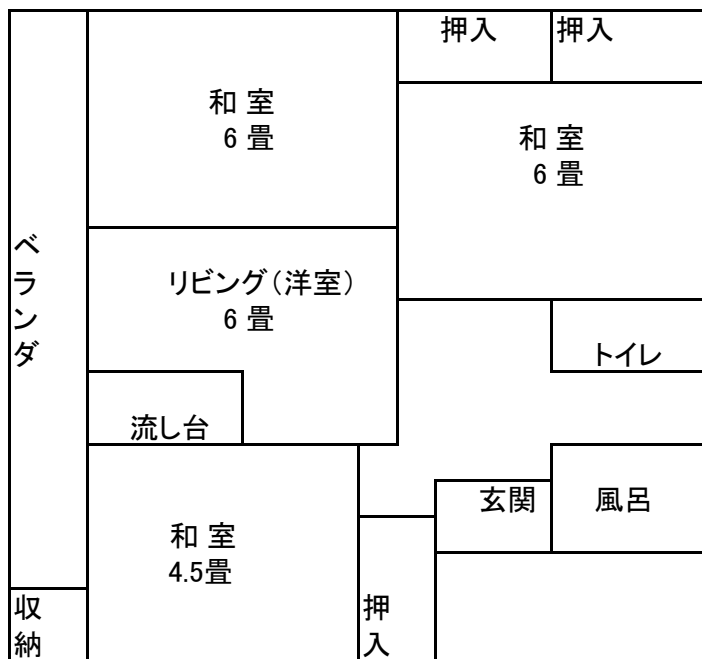 押入
押入
和 室
6 畳
和 室
6 畳
ベランダ
リビング（洋室）
6 畳
トイレ
流し台
玄関
風呂
和 室
4.5畳
収納
押入